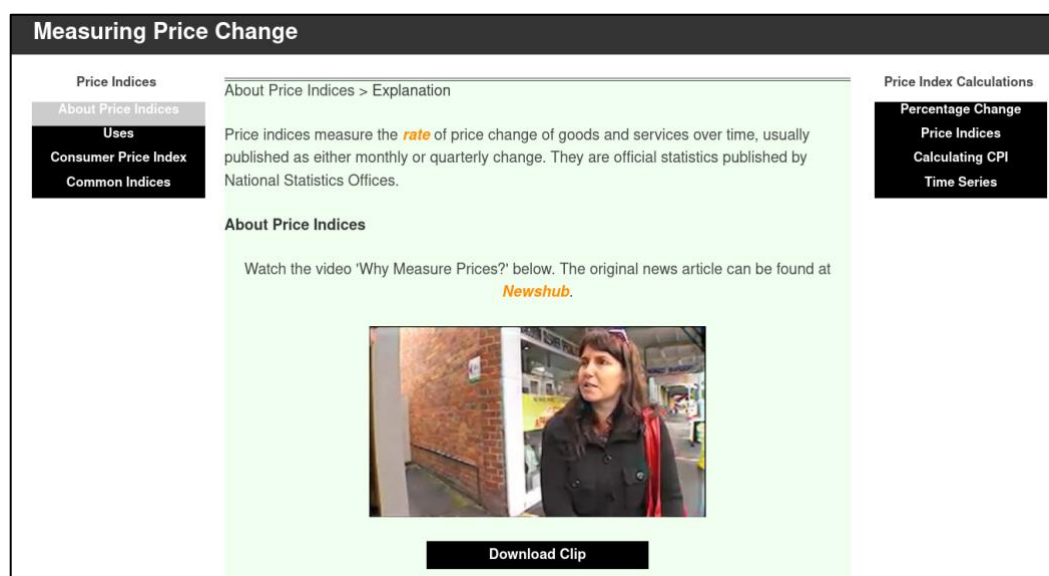 Measuring Price Change
Price Indices
About Price Indices
Uses
Consumer Price Index
Common Indices
About Price Indices > Explanation
Price indices measure the rate of price change of goods and services over time, usually
published as either monthly or quarterly change. They are official statistics published by
National Statistics Offices.
About Price Indices
Watch the video 'Why Measure Prices?' below. The original news article can be found at
Newshub.
Download Clip
Price Index Calculations
Percentage Change
Price Indices
Calculating CPI
Time Series